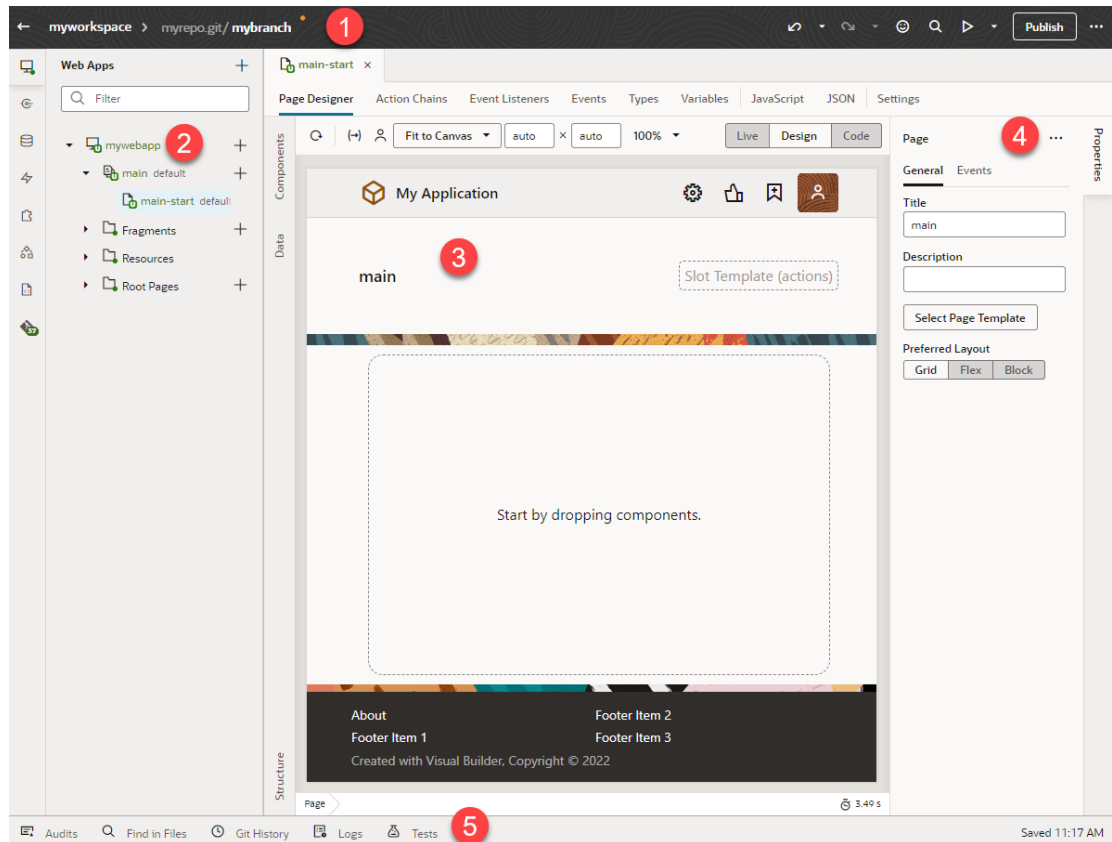 myworkspace > myrepo.git/ mybranch
1
Publish
Web Apps
Filter
mywebapp
2
main default
main-start defaul
Fragments
Resources
Root Pages
37
main-start ×
Page Designer Action Chains Event Listeners Events Types Variables JavaScript JSON Settings
Components
Data
Structure
Fit to Canvas auto × auto 100% Live Design Code
My Application
main
3
Slot Template (actions)
Start by dropping components.
About Footer Item 2
Footer Item 1 Footer Item 3
Created with Visual Builder, Copyright © 2022
Page
3.49 s
Page
4
Properties
General Events
Title
main
Description
Select Page Template
Preferred Layout
Grid Flex Block
Audits Find in Files Git History Logs Tests
5
Saved 11:17 AM